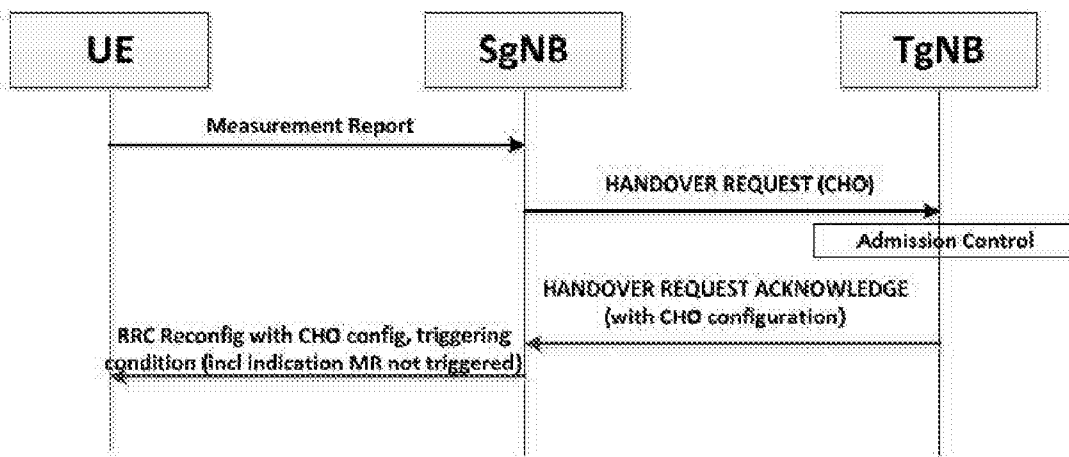 UE
SgNB
TgNB
Measurement Report
HANDOVER REQUEST (CHO)
Admission Control
HANDOVER REQUEST ACKNOWLEDGE
(with CHO configuration)
RRC Reconfig with CHO config, triggering
condition (incl indication MR not triggered)